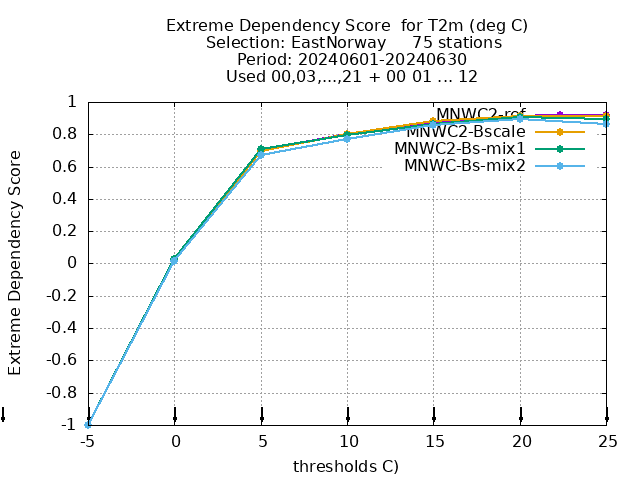 Extreme Dependency Score  for T2m (deg C)
Selection: EastNorway     75 stations
Period: 20240601-20240630
Used 00,03,...,21 + 00 01 ... 12
Extreme Dependency Score
1
0.8
0.6
0.4
0.2
0
-0.2
-0.4
-0.6
-0.8
-1
MNWC2-ref
MNWC2-Bscale
MNWC2-Bs-mix1
MNWC-Bs-mix2
-5 0 5 10 15 20 25
thresholds C)